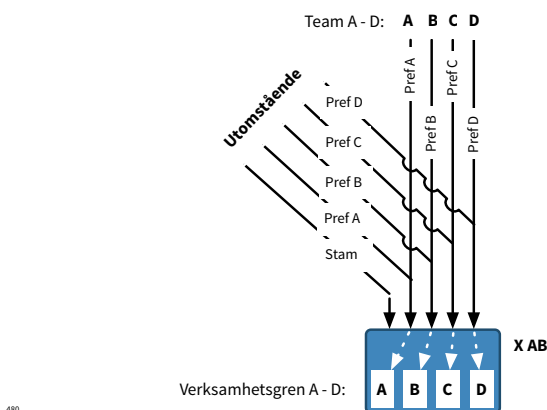 Team A - D: A B C D
Pref A
Pref C
Pref B
Pref D
Utomstående
Pref D
Pref C
Pref B
Pref A
Stam
X AB
Verksamhetsgren A - D: A B C D
480